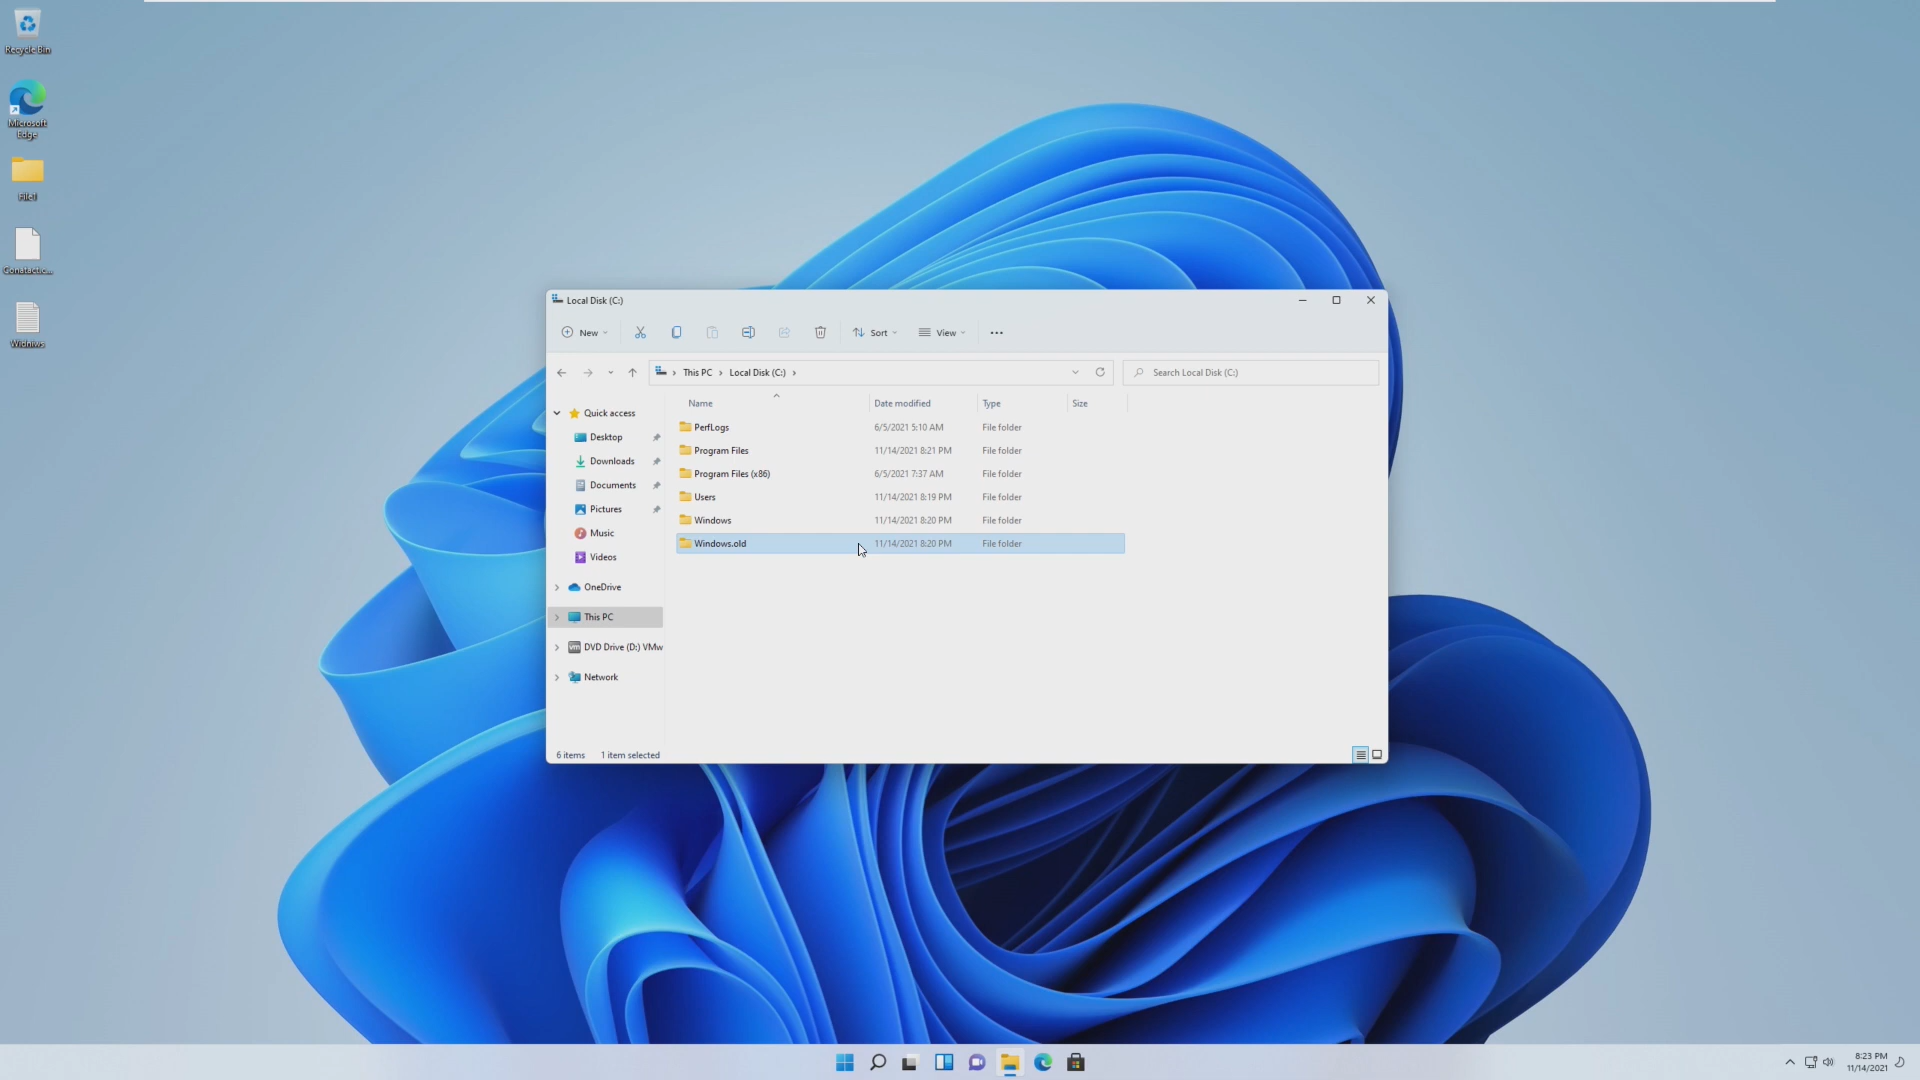 Recycle Bin
Microsoft
Edge
File1
Conatactic...
Widniws
Local Disk (C:)
New
Sort
View
This PC
Local Disk (C:)
Search Local Disk (C:)
Name Date modified Type Size
Quick access
Desktop
Downloads
Documents
Pictures
Music
Videos
OneDrive
This PC
DVD Drive (D:) VMw
Network
PerfLogs 6/5/2021 5:10 AM File folder
Program Files 11/14/2021 8:21 PM File folder
Program Files (x86) 6/5/2021 7:37 AM File folder
Users 11/14/2021 8:19 PM File folder
Windows 11/14/2021 8:20 PM File folder
Windows.old 11/14/2021 8:20 PM File folder
6 items 1 item selected
8:23 PM
11/14/2021